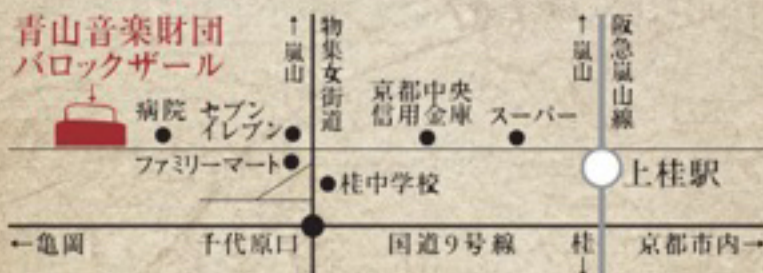 青山音楽財団
バロックザール
↑嵐山
物集女街道
↑嵐山
阪急嵐山線
病院
セブン
イレブン
京都中央
信用金庫
スーパー
ファミリーマート
桂中学校
上桂駅
←亀岡
千代原口
国道9号線
桂↓
京都市内→